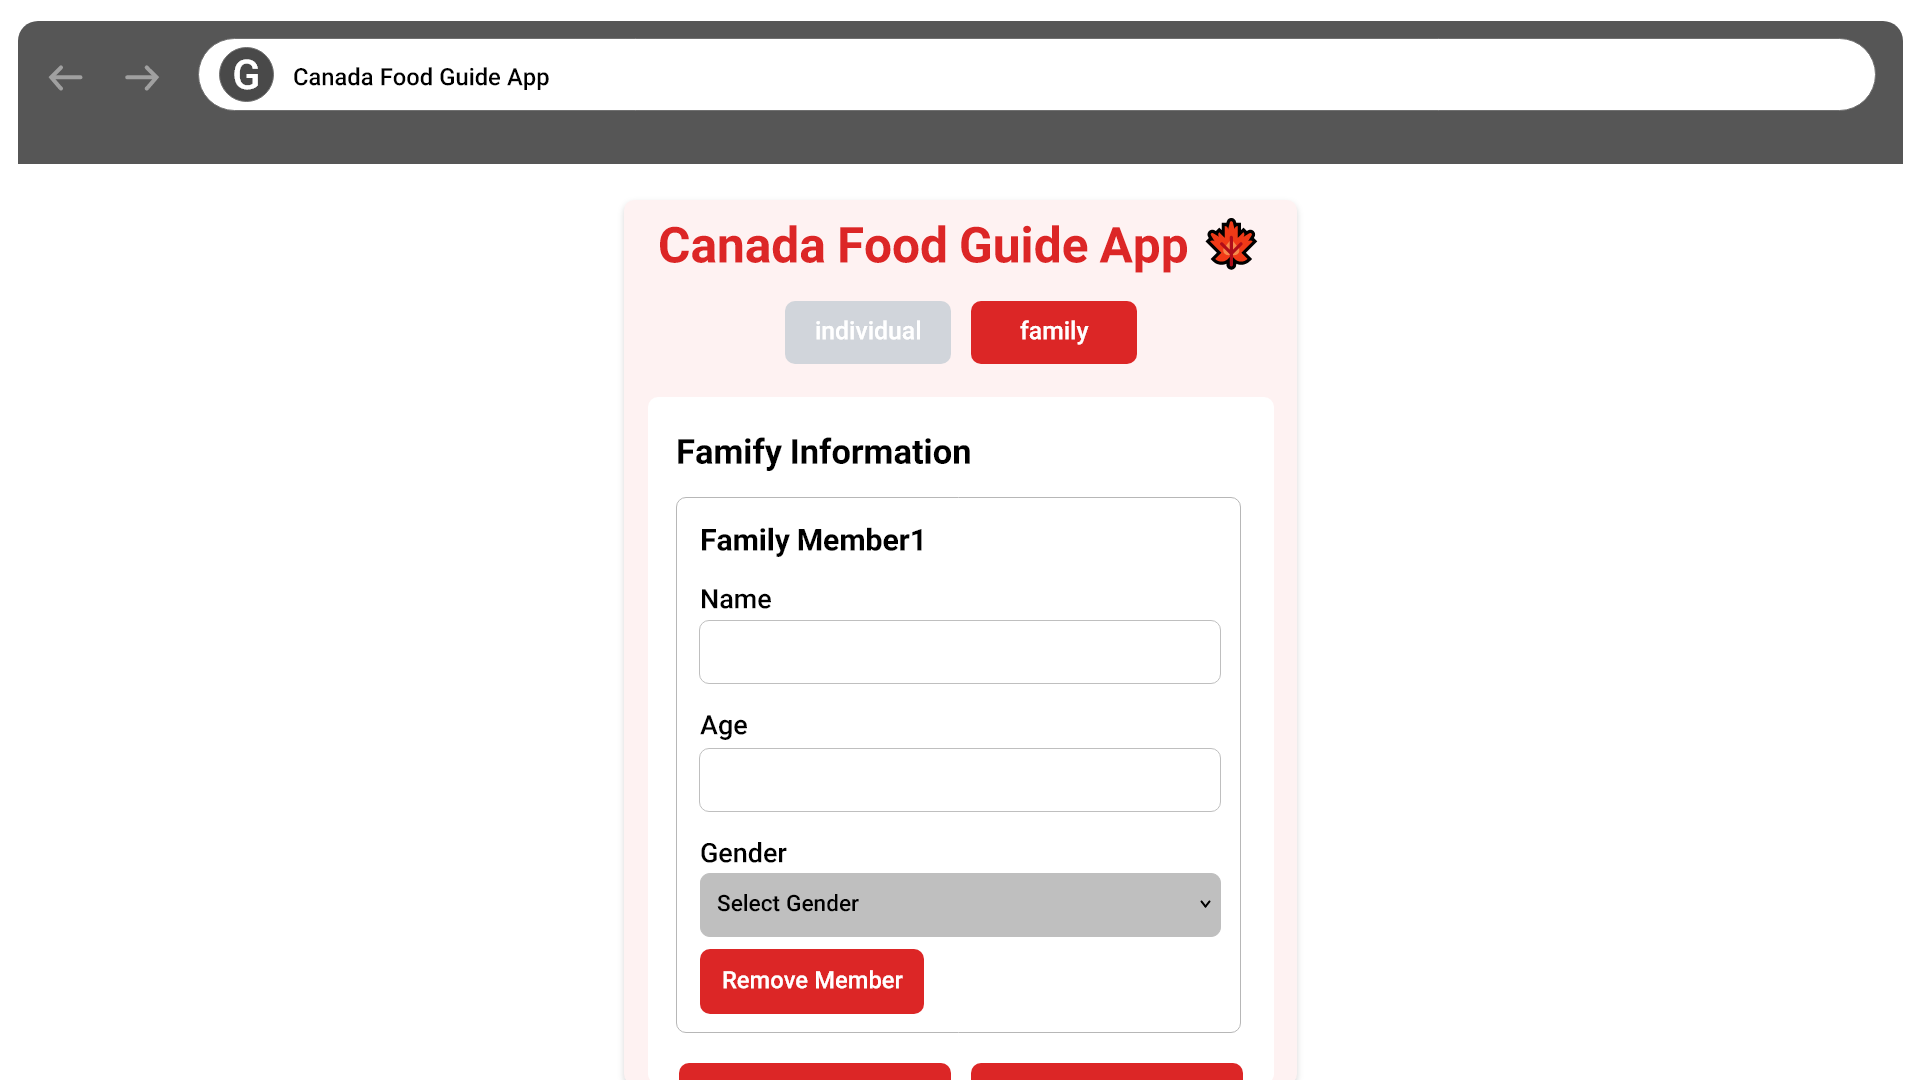 G Canada Food Guide App
Canada Food Guide App
individual family
Famify Information
Family Member1
Name
Age
Gender
Select Gender
Remove Member